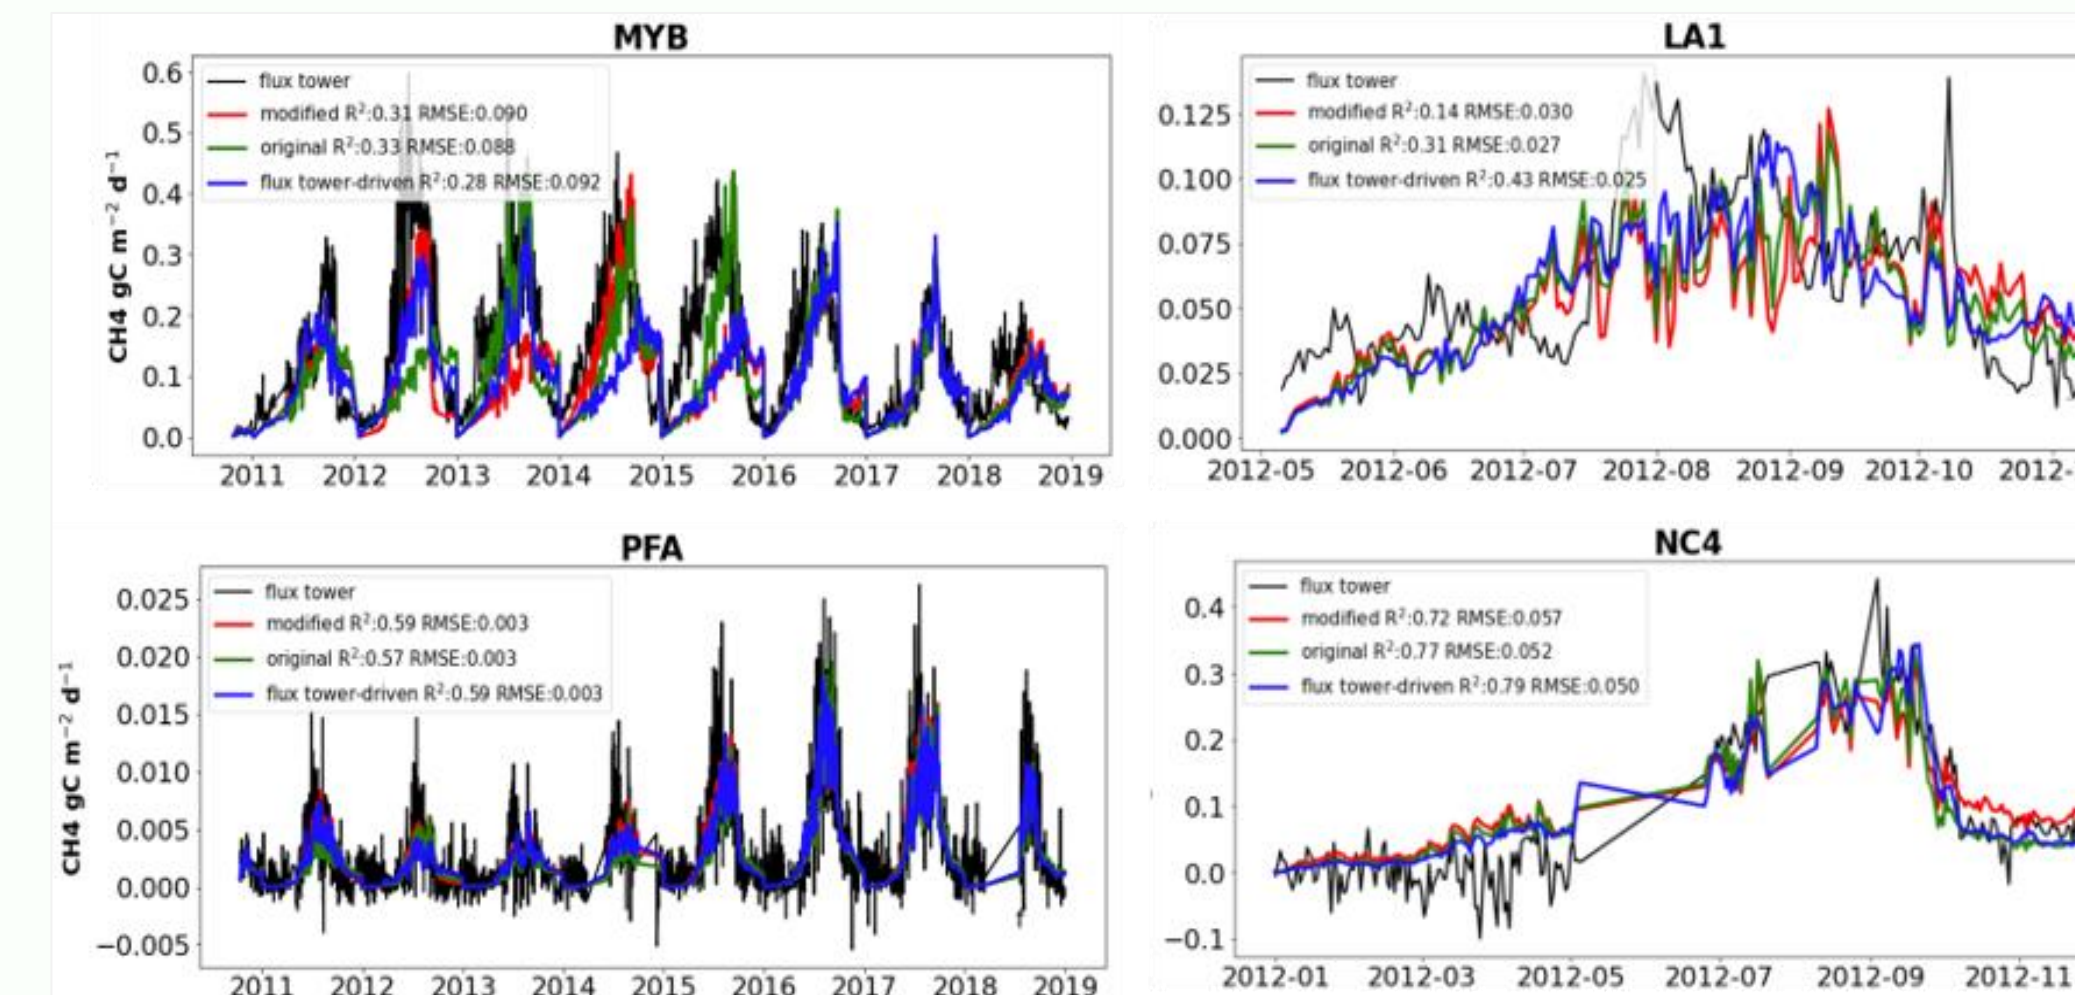 MYB
CH4 gC m⁻² d⁻¹
0.6
0.5
0.4
0.3
0.2
0.1
0.0
flux tower
modified R²:0.31 RMSE:0.090
original R²:0.33 RMSE:0.088
flux tower-driven R²:0.28 RMSE:0.092
2011 2012 2013 2014 2015 2016 2017 2018 2019
LA1
0.125
0.100
0.075
0.050
0.025
0.000
flux tower
modified R²:0.14 RMSE:0.030
original R²:0.31 RMSE:0.027
flux tower-driven R²:0.43 RMSE:0.025
2012-05 2012-06 2012-07 2012-08 2012-09 2012-10 2012-
PFA
CH4 gC m⁻² d⁻¹
0.025
0.020
0.015
0.010
0.005
0.000
−0.005
flux tower
modified R²:0.59 RMSE:0.003
original R²:0.57 RMSE:0.003
flux tower-driven R²:0.59 RMSE:0.003
2011 2012 2013 2014 2015 2016 2017 2018 2019
NC4
0.4
0.3
0.2
0.1
0.0
−0.1
flux tower
modified R²:0.72 RMSE:0.057
original R²:0.77 RMSE:0.052
flux tower-driven R²:0.79 RMSE:0.050
2012-01 2012-03 2012-05 2012-07 2012-09 2012-11